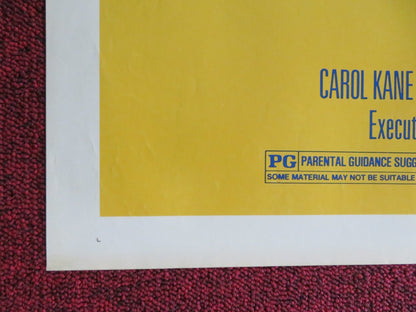 CAROL KANE
Execut
PG PARENTAL GUIDANCE SUGG
SOME MATERIAL MAY NOT BE SUITABLE